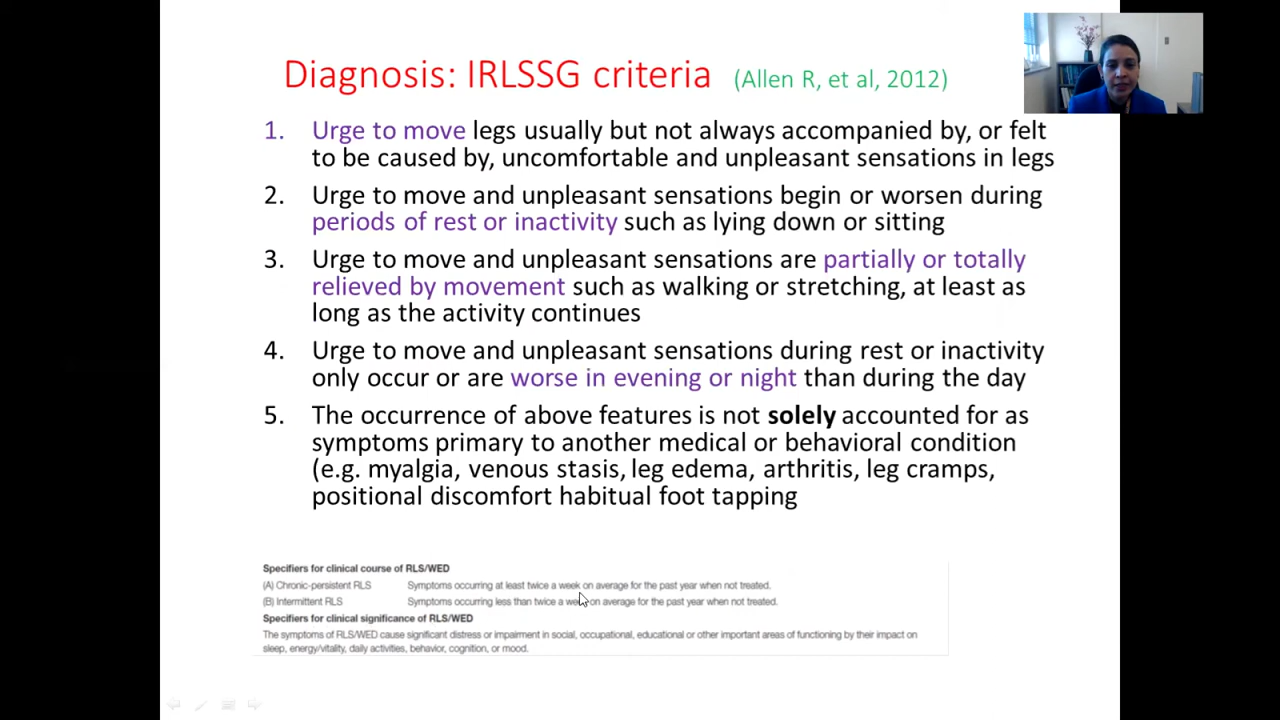 Diagnosis: IRLSSG criteria (Allen R, et al, 2012)
1. Urge to move legs usually but not always accompanied by, or felt
to be caused by, uncomfortable and unpleasant sensations in legs
2. Urge to move and unpleasant sensations begin or worsen during
periods of rest or inactivity such as lying down or sitting
3. Urge to move and unpleasant sensations are partially or totally
relieved by movement such as walking or stretching, at least as
long as the activity continues
4. Urge to move and unpleasant sensations during rest or inactivity
only occur or are worse in evening or night than during the day
5. The occurrence of above features is not solely accounted for as
symptoms primary to another medical or behavioral condition
(e.g. myalgia, venous stasis, leg edema, arthritis, leg cramps,
positional discomfort habitual foot tapping
Specifiers for clinical course of RLS/WED
(A) Chronic-persistent RLS Symptoms occurring at least twice a week on average for the past year when not treated.
(B) Intermittent RLS Symptoms occurring less than twice a week on average for the past year when not treated.
Specifiers for clinical significance of RLS/WED
The symptoms of RLS/WED cause significant distress or impairment in social, occupational, educational or other important areas of functioning by their impact on
sleep, energy/vitality, daily activities, behavior, cognition, or mood.